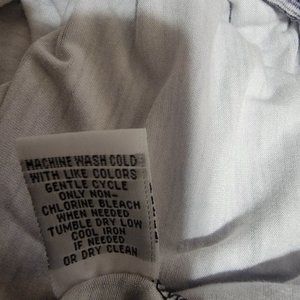 MACHINE WASH COLD
WITH LIKE COLORS
GENTLE CYCLE
ONLY NON-
CHLORINE BLEACH
WHEN NEEDED
TUMBLE DRY LOW
COOL IRON
IF NEEDED
OR DRY CLEAN